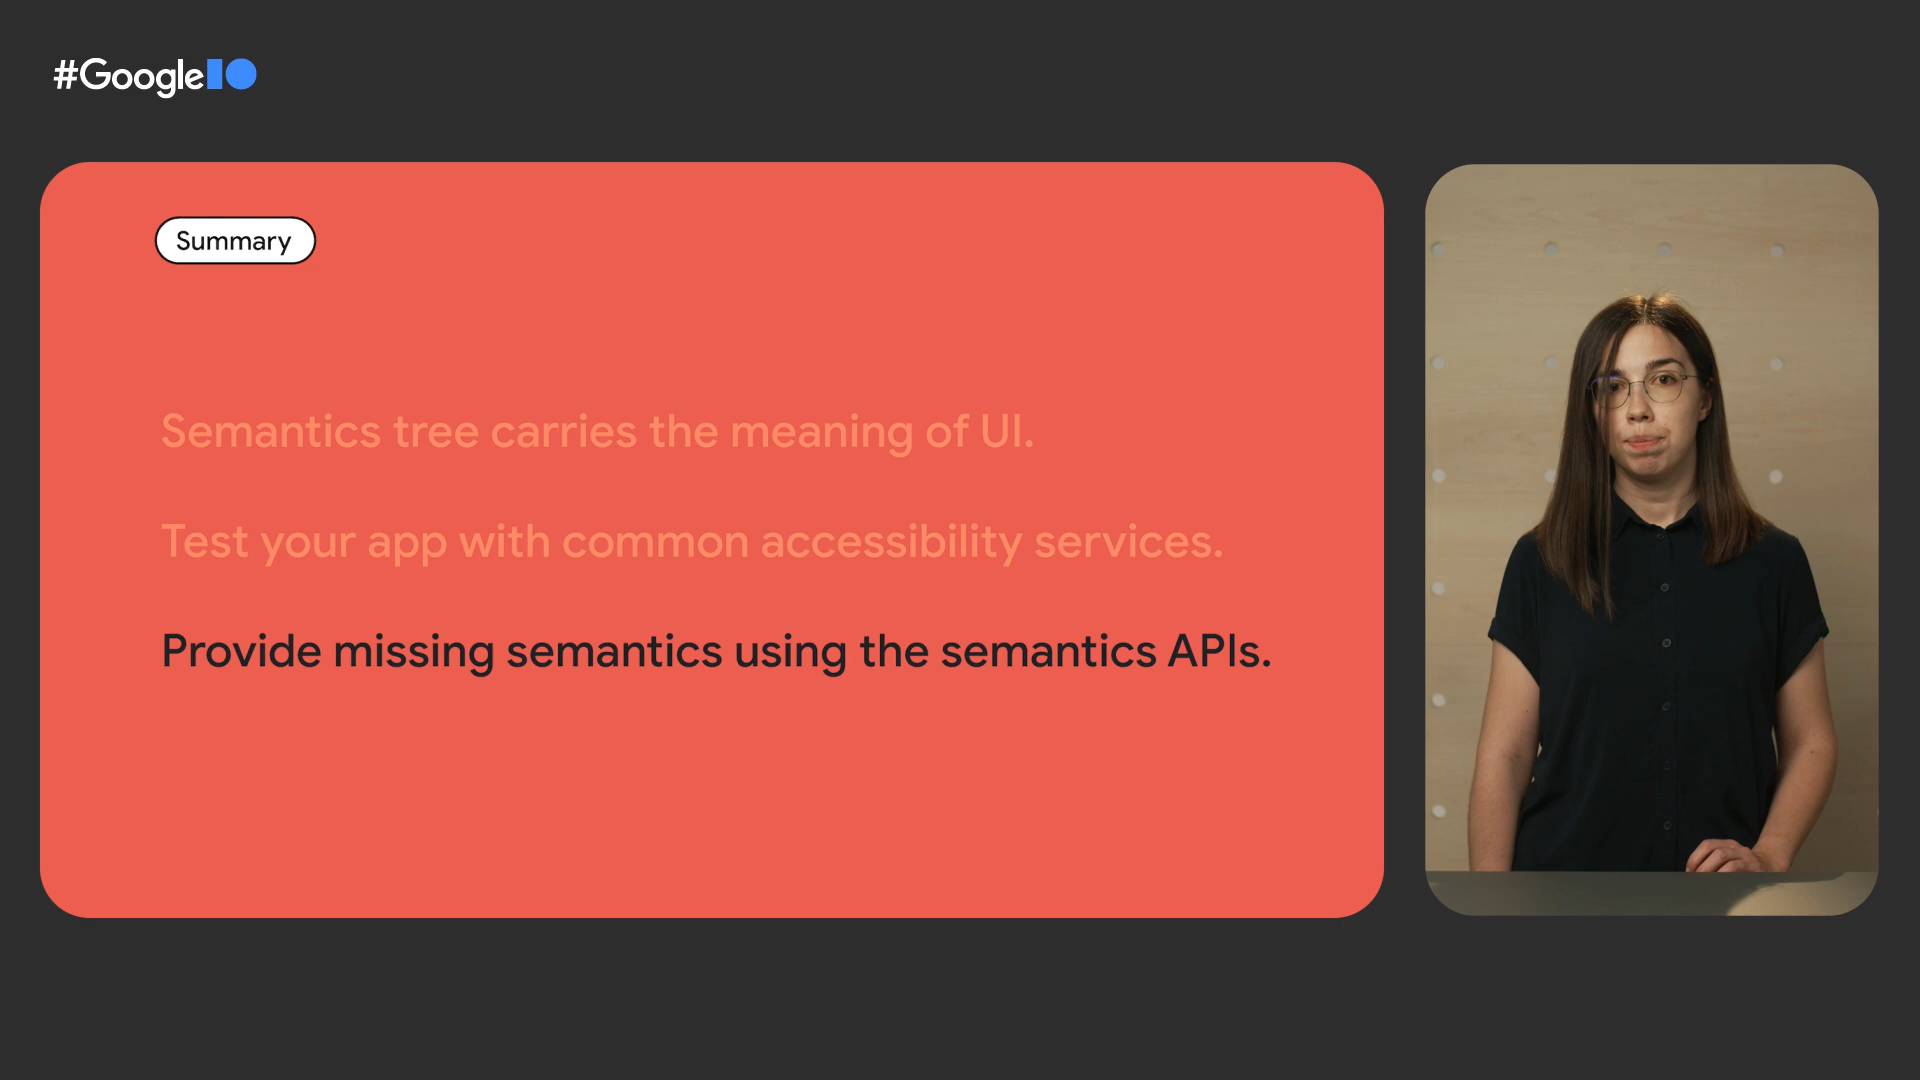 #GoogleIO
Summary
Semantics tree carries the meaning of UI.
Test your app with common accessibility services.
Provide missing semantics using the semantics APIs.